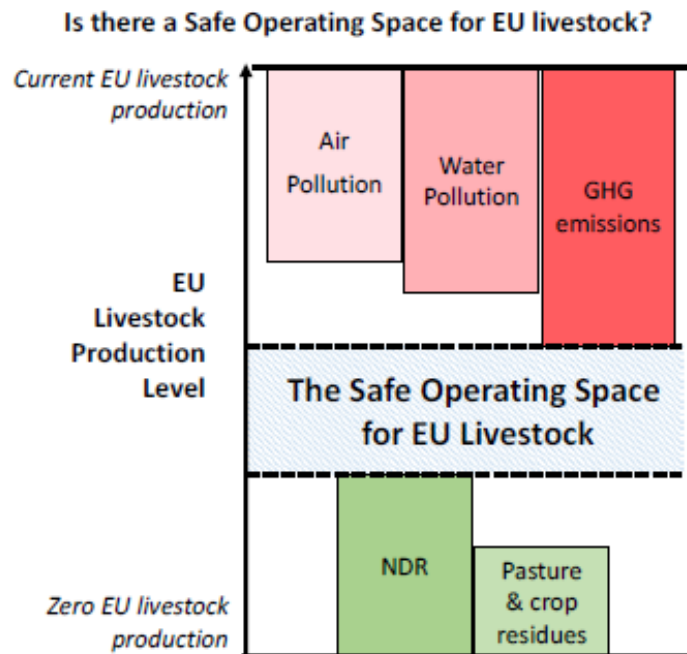 Is there a Safe Operating Space for EU livestock?
Current EU livestock
production
Air
Pollution
Water
Pollution
GHG
emissions
EU
Livestock
Production
Level
The Safe Operating Space
for EU Livestock
NDR
Pasture
& crop
residues
Zero EU livestock
production